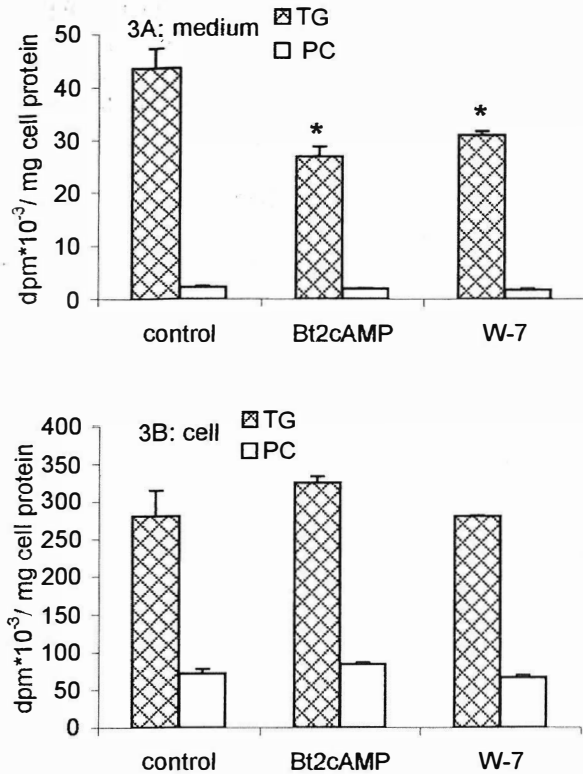 3A: medium
TG
PC
dpm*10⁻³/ mg cell protein
50
40
30
20
10
0
*
*
control Bt2cAMP W-7
3B: cell
TG
PC
dpm*10⁻³/ mg cell protein
400
350
300
250
200
150
100
50
0
control Bt2cAMP W-7